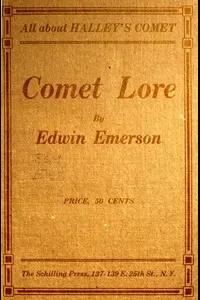 All about HALLEY'S COMET
Comet Lore
By
Edwin Emerson
PRICE, 50 CENTS
The Schilling Press, 137-139 E. 25th St., N.Y.